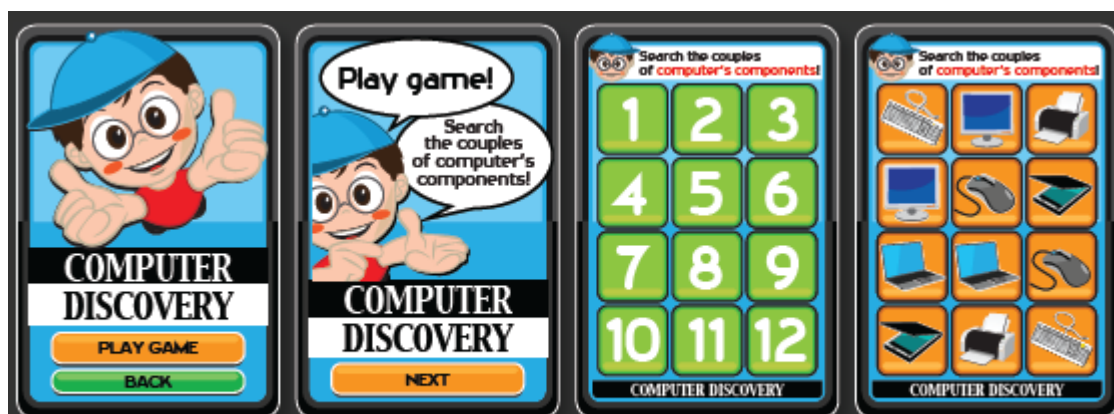 COMPUTER
DISCOVERY
PLAY GAME
BACK
Play game!
Search
the couples
of computer's
components!
COMPUTER
DISCOVERY
NEXT
Search the couples
of computer's components!
1 2 3
4 5 6
7 8 9
10 11 12
COMPUTER DISCOVERY
Search the couples
of computer's components!
COMPUTER DISCOVERY